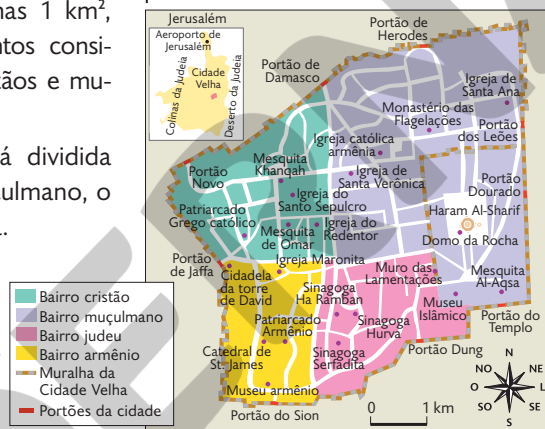 nas 1 km²,
ntos consi-
ãos e mu-
á dividida
ulmano, o
Jerusalém
Aeroporto de
Jerusalém
Cidade
Velha
Colinas da Judeia
Deserto da Judeia
Portão de
Herodes
Portão de
Damasco
Igreja de
Santa Ana
Monastério das
Flagelações
Portão
dos Leões
Igreja católica
armênia
Mesquita
Khanqah
Portão
Novo
Igreja de
Santa Verônica
Portão
Dourado
Igreja do
Santo Sepulcro
Patriarcado
Grego católico
Haram Al-Sharif
Mesquita
de Omar
Igreja do
Redentor
Domo da Rocha
Portão
de Jaffa
Igreja Maronita
Cidadela
da torre
de David
Muro das
Lamentações
Mesquita
Al-Aqsa
Sinagoga
Ha Ramban
Museu
Islâmico
Patriarcado
Armênio
Sinagoga
Hurva
Portão do
Templo
Catedral de
St. James
Sinagoga
Serfadita
Portão Dung
Museu armênio
Portão do Sion
Bairro cristão
Bairro muçulmano
Bairro judeu
Bairro armênio
Muralha da
Cidade Velha
Portões da cidade
0 1 km
N
NO NE
O L
SO SE
S